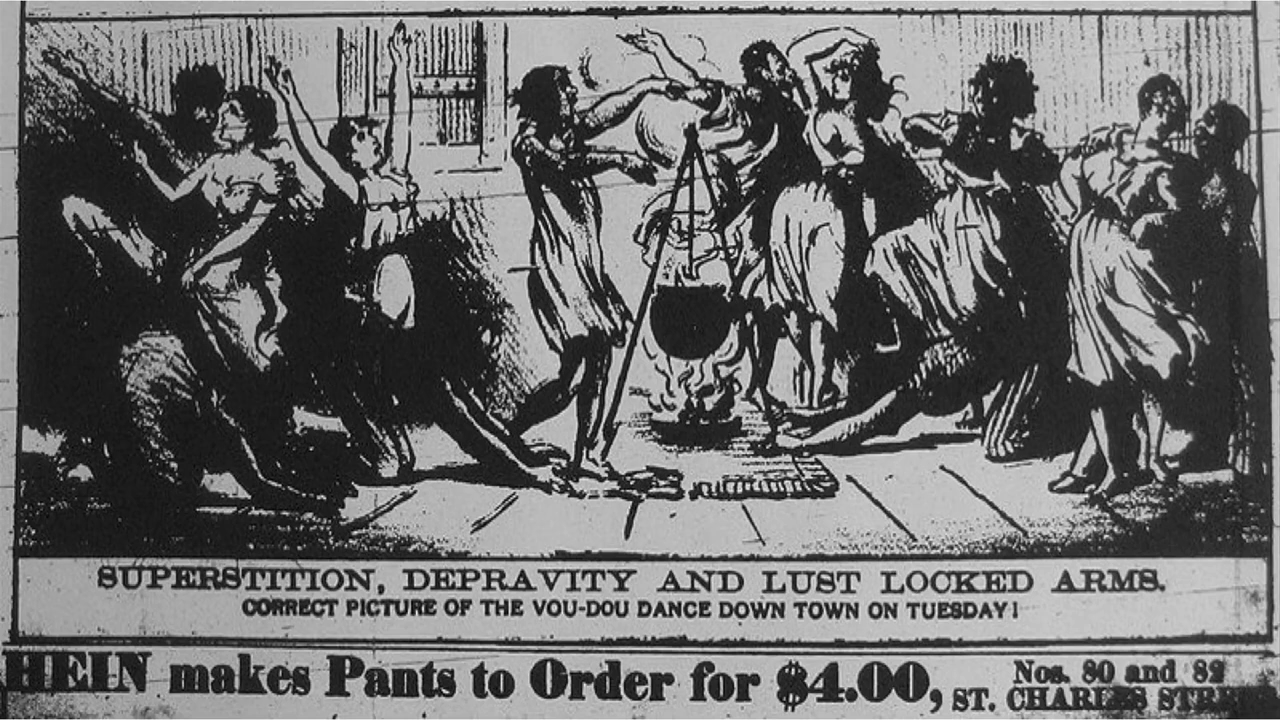 SUPERSTITION, DEPRAVITY AND LUST LOCKED ARMS.
CORRECT PICTURE OF THE VOU-DOU DANCE DOWN TOWN ON TUESDAY!
HEIN makes Pants to Order for $4.00,
Nos. 80 and 82
ST. CHARLES STREET